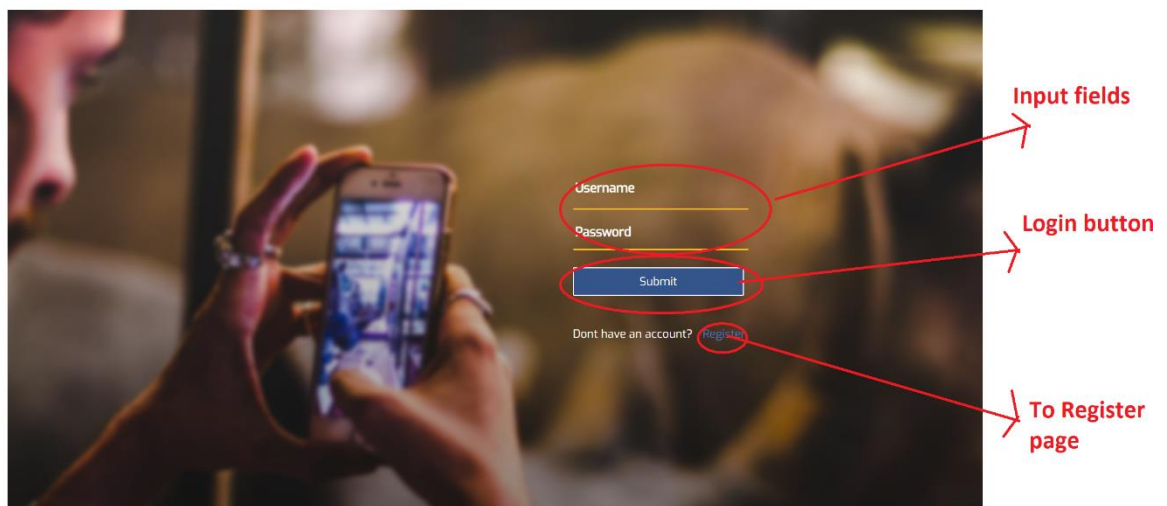 Input fields
Username
Password
Login button
Submit
Dont have an account? Register
To Register
page